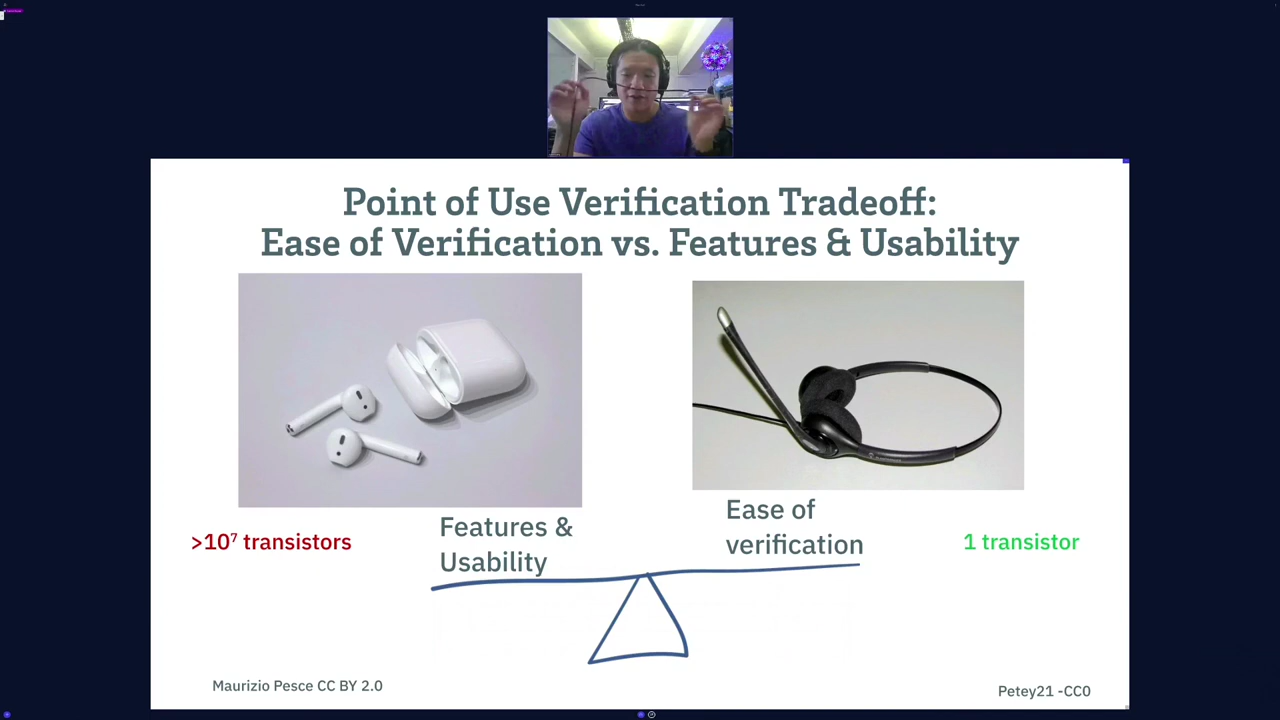 Point of Use Verification Tradeoff:
Ease of Verification vs. Features & Usability
>10⁷ transistors
Features &
Usability
Ease of
verification
1 transistor
Maurizio Pesce CC BY 2.0
Petey21 -CC0